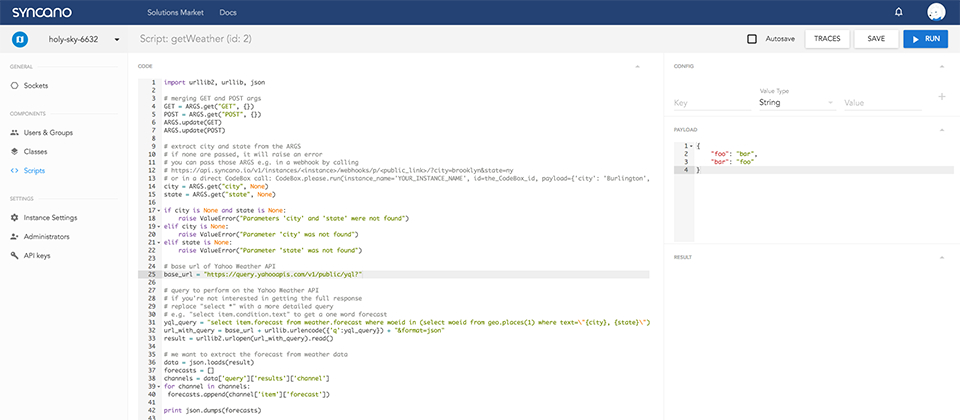 syncano Solutions Market Docs
holy-sky-6632 Script: getWeather (id: 2) Autosave TRACES SAVE RUN
GENERAL
Sockets
COMPONENTS
Users & Groups
Classes
Scripts
SETTINGS
Instance Settings
Administrators
API keys
CODE
1 import urllib2, urllib, json
2
3 # merging GET and POST args
4 GET = ARGS.get("GET", {})
5 POST = ARGS.get("POST", {})
6 ARGS.update(GET)
7 ARGS.update(POST)
8
9 # extract city and state from the ARGS
10 # if none are passed, it will raise an error
11 # you can pass those ARGS e.g. in a webhook by calling
12 # https://api.syncano.io/v1/instances/<instance>/webhooks/p/<public_link>/?city=brooklyn&state=ny
13 # or in a direct CodeBox call: CodeBox.please.run(instance_name='YOUR_INSTANCE_NAME', id=the_CodeBox_id, payload={'city': 'Burlington',
14 city = ARGS.get("city", None)
15 state = ARGS.get("state", None)
16
17 if city is None and state is None:
18 raise ValueError("Parameters 'city' and 'state' were not found")
19 elif city is None:
20 raise ValueError("Parameter 'city' was not found")
21 elif state is None:
22 raise ValueError("Parameter 'state' was not found")
23
24 # base url of Yahoo Weather API
25 base_url = "https://query.yahooapis.com/v1/public/yql?"
26
27 # query to perform on the Yahoo Weather API
28 # if you're not interested in getting the full response
29 # replace "select *" with a more detailed query
30 # e.g. "select item.condition.text" to get a one word forecast
31 yql_query = "select item.forecast from weather.forecast where woeid in (select woeid from geo.places(1) where text=\"{city}, {state}\")
32 url_with_query = base_url + urllib.urlencode({'q':yql_query}) + "&format=json"
33 result = urllib2.urlopen(url_with_query).read()
34
35 # we want to extract the forecast from weather data
36 data = json.loads(result)
37 forecasts = []
38 channels = data['query']['results']['channel']
39 for channel in channels:
40 forecasts.append(channel['item']['forecast'])
41
42 print json.dumps(forecasts)
43
CONFIG
Value Type
Key String Value
PAYLOAD
1 {
2 "foo": "bar",
3 "bar": "foo"
4 }
RESULT